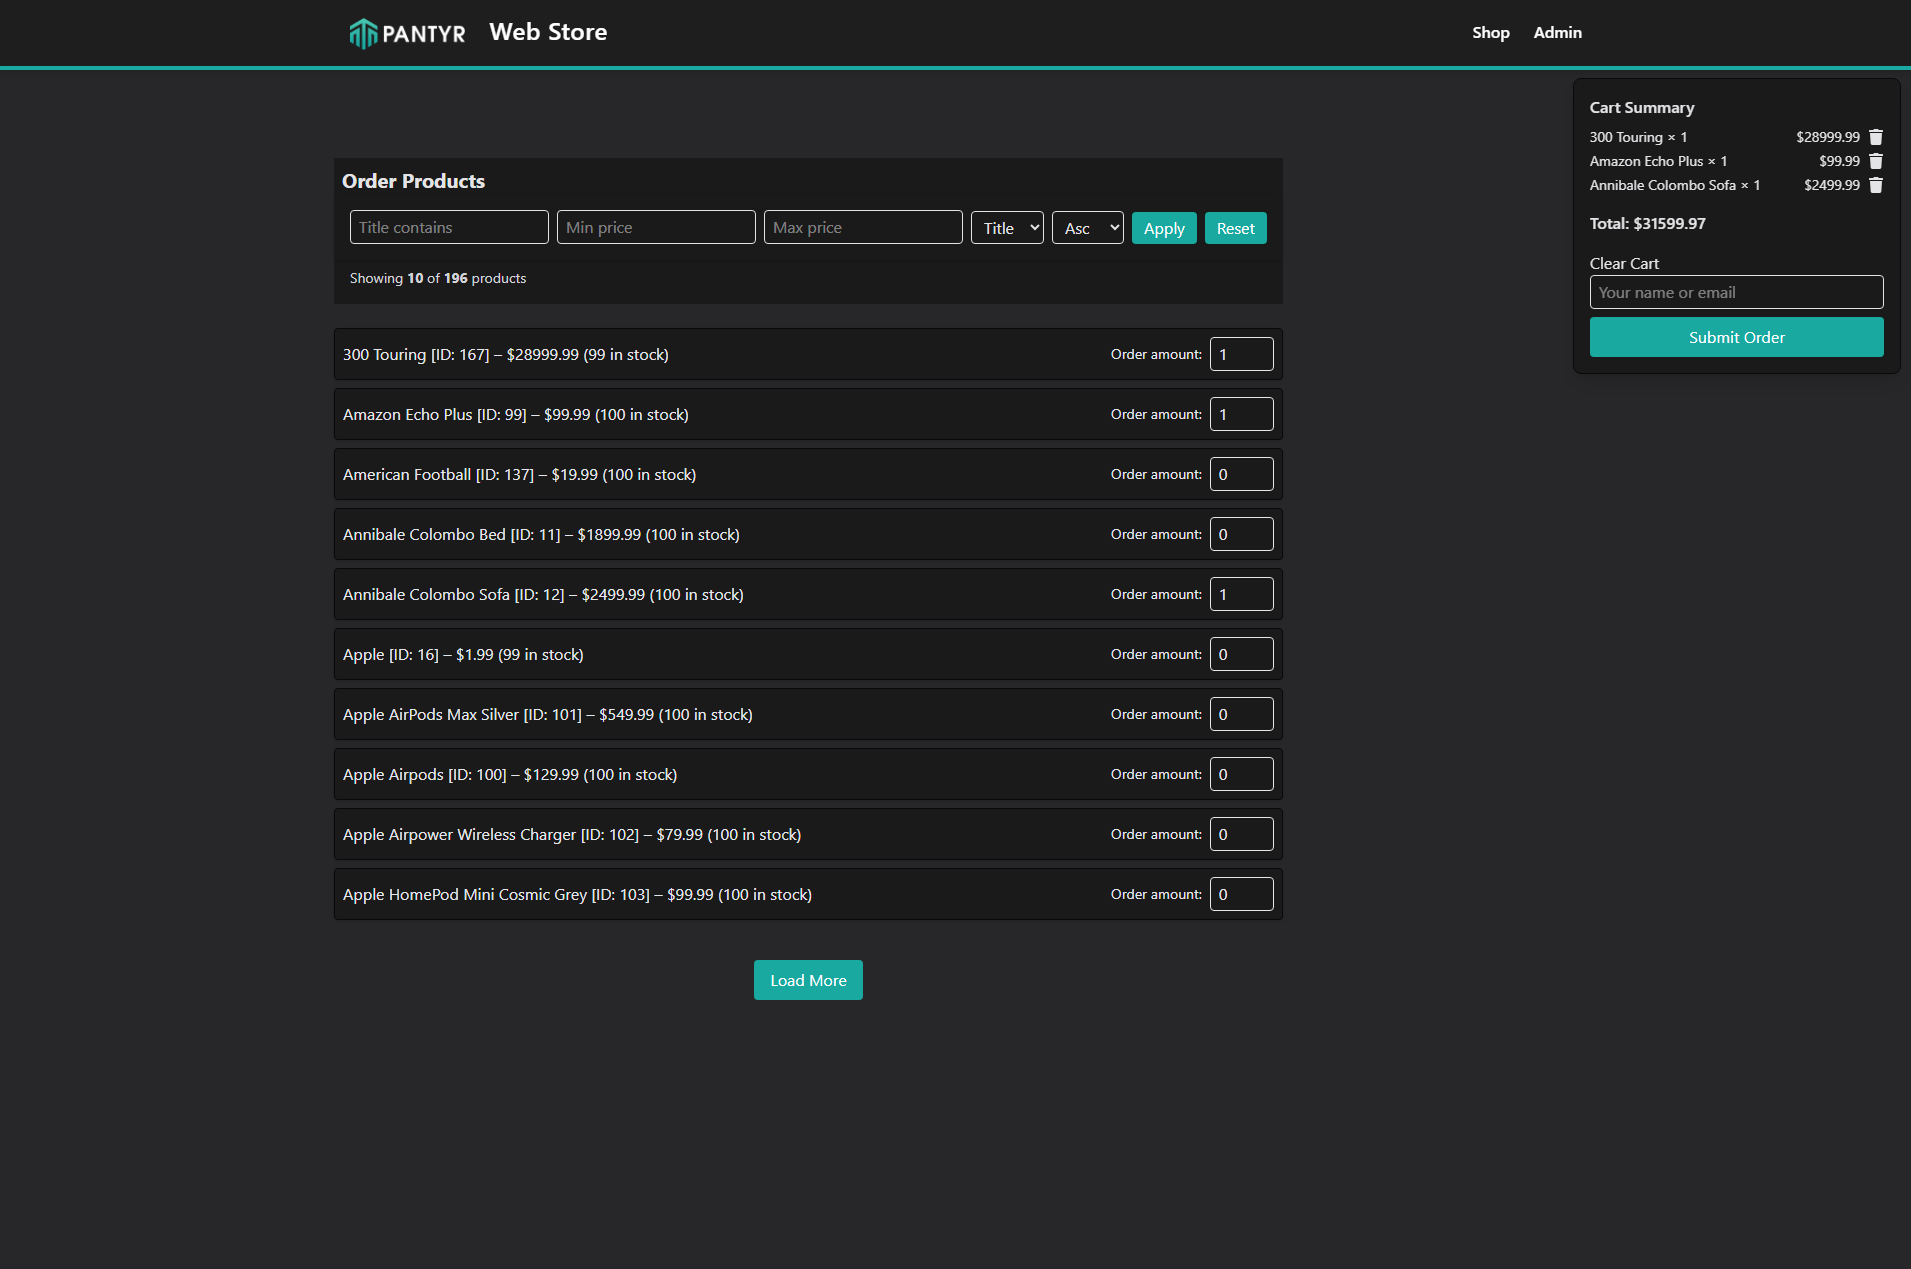 PANTYR Web Store Shop Admin
Cart Summary
300 Touring × 1 $28999.99
Amazon Echo Plus × 1 $99.99
Annibale Colombo Sofa × 1 $2499.99
Total: $31599.97
Clear Cart
Your name or email
Submit Order
Order Products
Title contains Min price Max price Title Asc Apply Reset
Showing 10 of 196 products
300 Touring [ID: 167] – $28999.99 (99 in stock) Order amount: 1
Amazon Echo Plus [ID: 99] – $99.99 (100 in stock) Order amount: 1
American Football [ID: 137] – $19.99 (100 in stock) Order amount: 0
Annibale Colombo Bed [ID: 11] – $1899.99 (100 in stock) Order amount: 0
Annibale Colombo Sofa [ID: 12] – $2499.99 (100 in stock) Order amount: 1
Apple [ID: 16] – $1.99 (99 in stock) Order amount: 0
Apple AirPods Max Silver [ID: 101] – $549.99 (100 in stock) Order amount: 0
Apple Airpods [ID: 100] – $129.99 (100 in stock) Order amount: 0
Apple Airpower Wireless Charger [ID: 102] – $79.99 (100 in stock) Order amount: 0
Apple HomePod Mini Cosmic Grey [ID: 103] – $99.99 (100 in stock) Order amount: 0
Load More